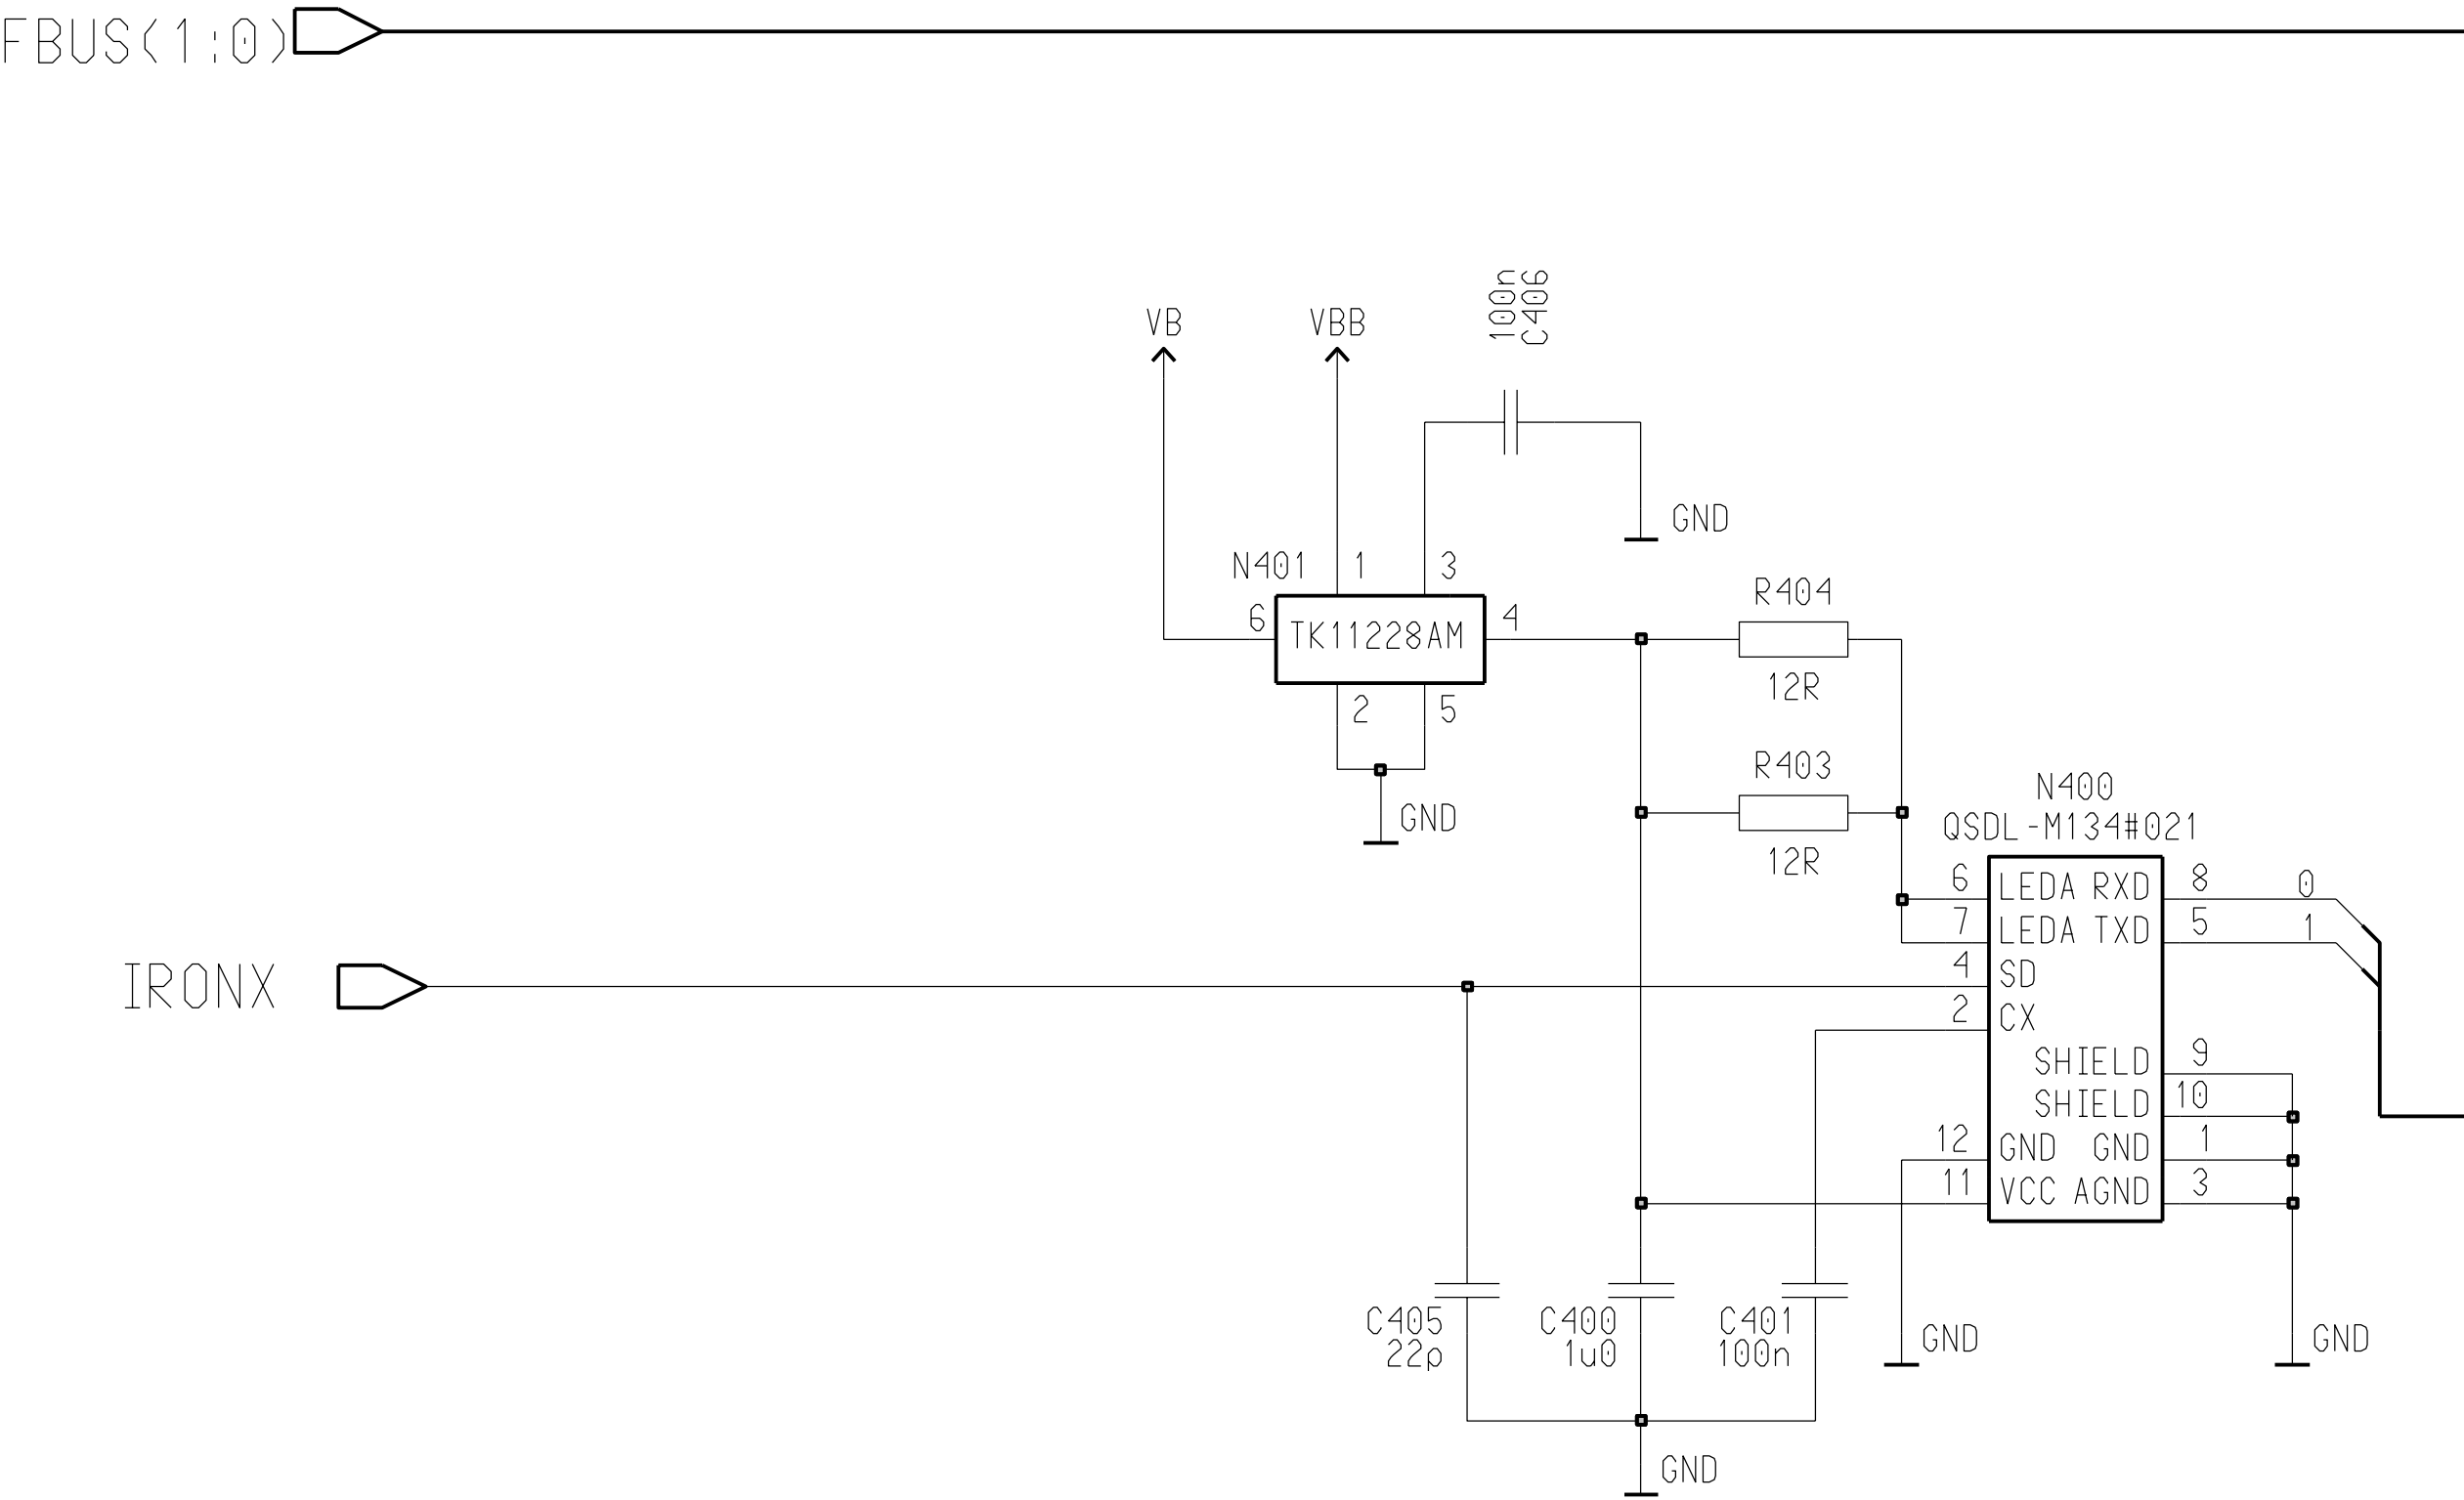 FBUS(1:0)
100n
C406
VB
VBB
GND
N401
1
3
6
TK11228AM
4
2
5
GND
R404
12R
R403
12R
N400
QSDL-M134#021
6 LEDA RXD 8
0
7 LEDA TXD 5
1
IRONX
4 SD
2 CX
SHIELD 9
SHIELD 10
12 GND GND 1
11 VCC AGND 3
C405
22p
C400
1u0
C401
100n
GND
GND
GND